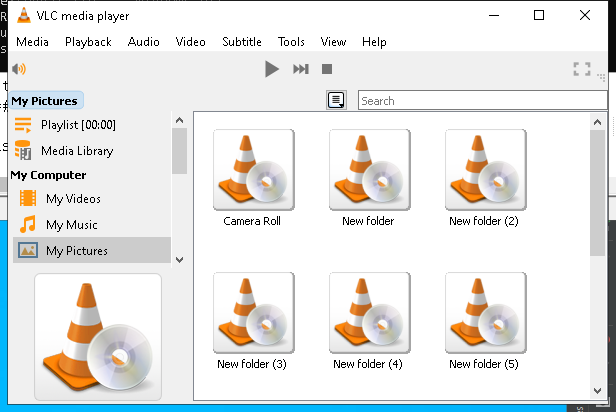 VLC media player
Media Playback Audio Video Subtitle Tools View Help
My Pictures
Search
Playlist [00:00]
Media Library
My Computer
My Videos
My Music
My Pictures
Camera Roll New folder New folder (2)
New folder (3) New folder (4) New folder (5)